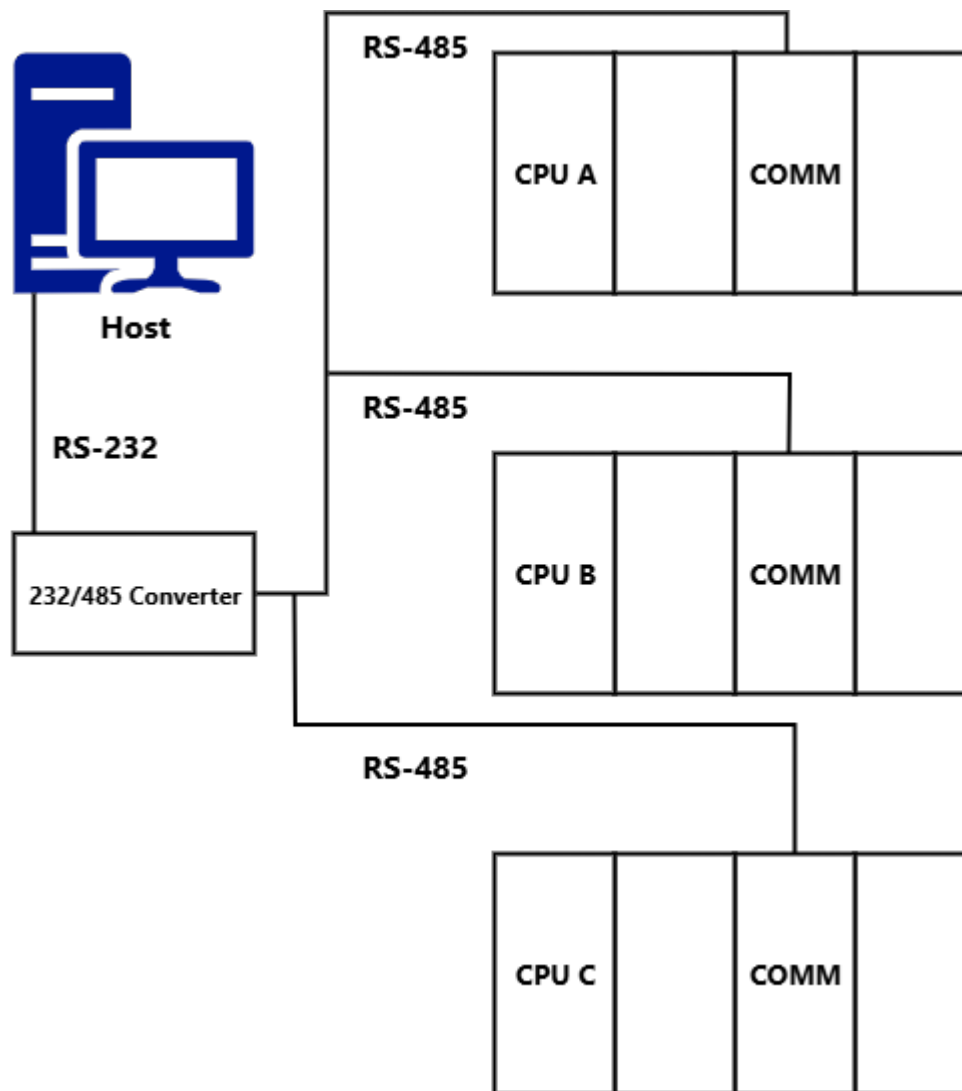 RS-485
CPU A
COMM
Host
RS-485
RS-232
CPU B
COMM
232/485 Converter
RS-485
CPU C
COMM